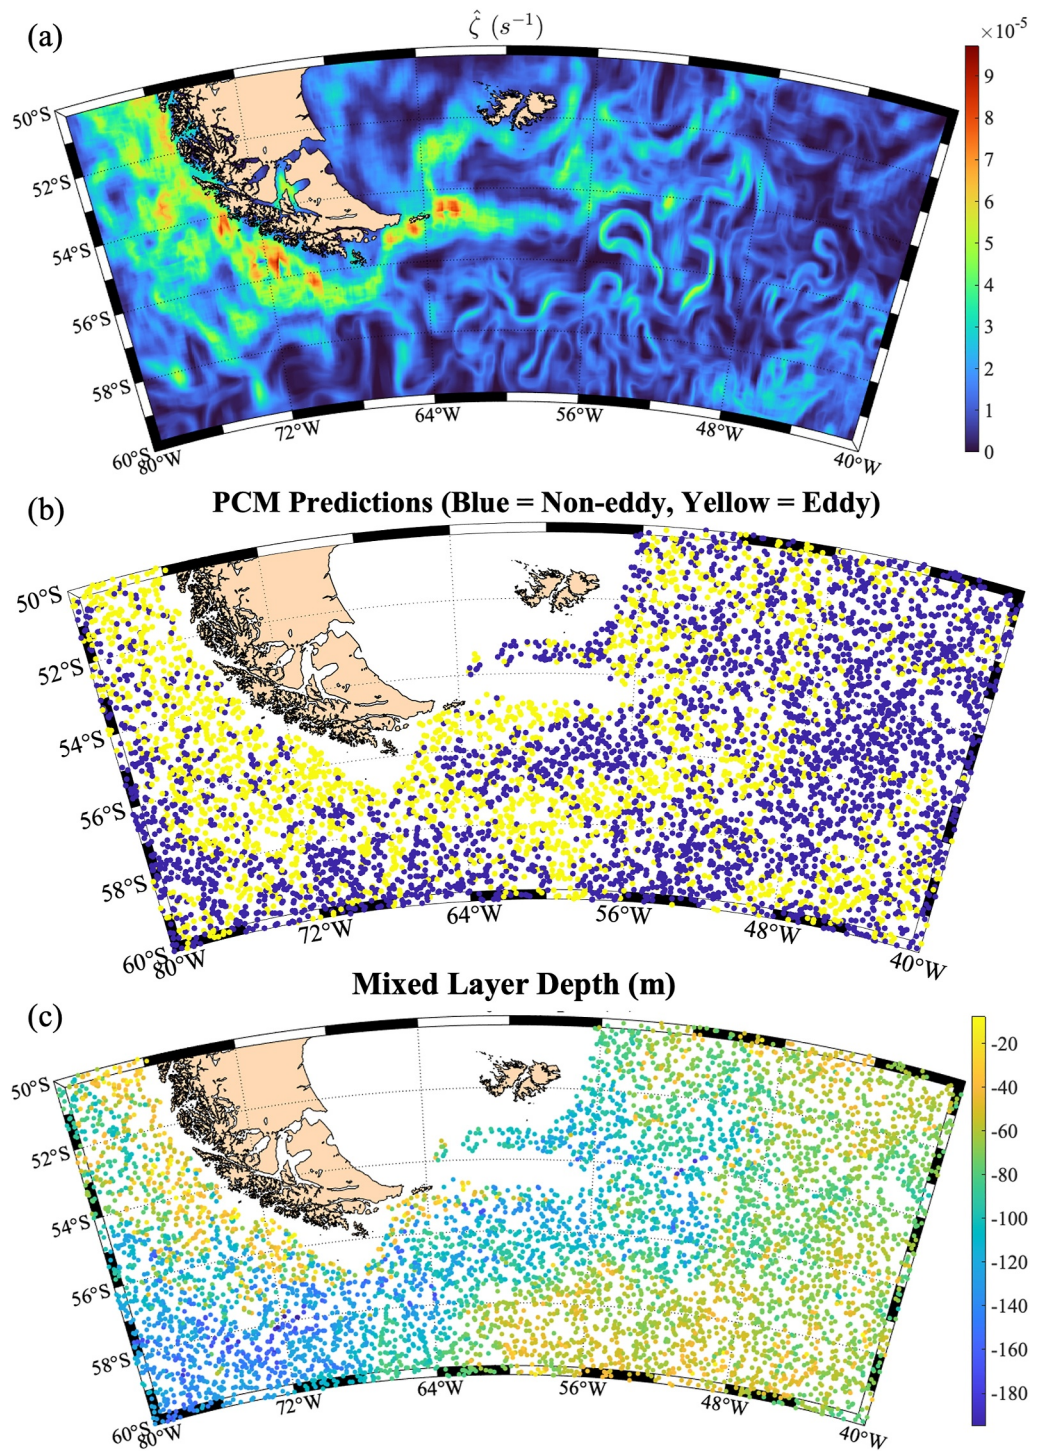 (a)
ζ̂ (s⁻¹)
×10⁻⁵
9
8
7
6
5
4
3
2
1
0
50°S
52°S
54°S
56°S
58°S
60°S
80°W
72°W
64°W
56°W
48°W
40°W
(b)
PCM Predictions (Blue = Non-eddy, Yellow = Eddy)
50°S
52°S
54°S
56°S
58°S
60°S
80°W
72°W
64°W
56°W
48°W
40°W
Mixed Layer Depth (m)
(c)
-20
-40
-60
-80
-100
-120
-140
-160
-180
50°S
52°S
54°S
56°S
58°S
60°S
80°W
72°W
64°W
56°W
48°W
40°W